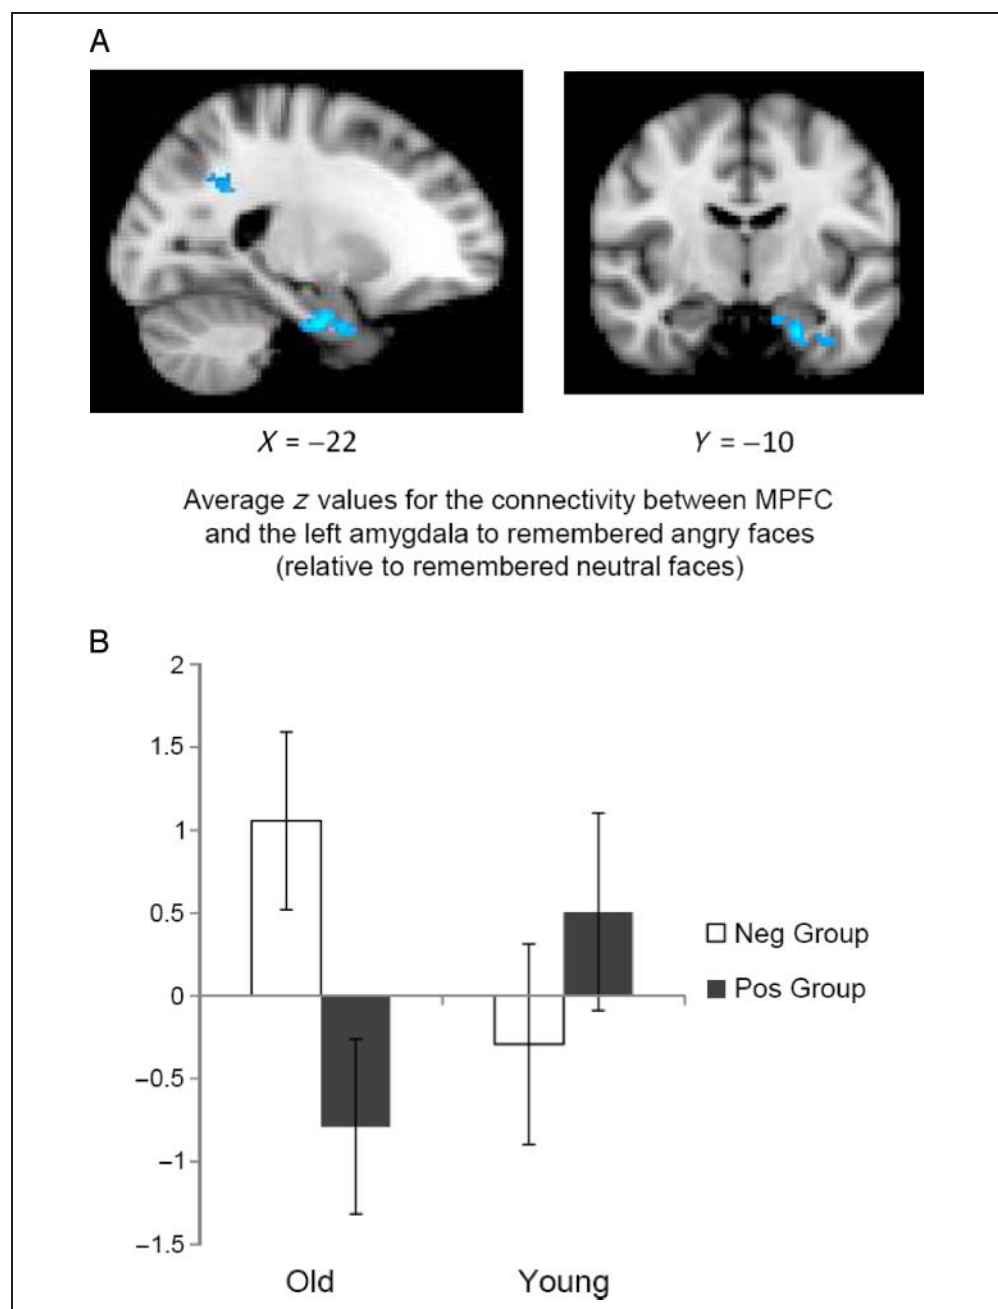 A
X = −22
Y = −10
Average z values for the connectivity between MPFC
and the left amygdala to remembered angry faces
(relative to remembered neutral faces)
B
2
1.5
1
0.5
0
−0.5
−1
−1.5
Neg Group
Pos Group
Old
Young